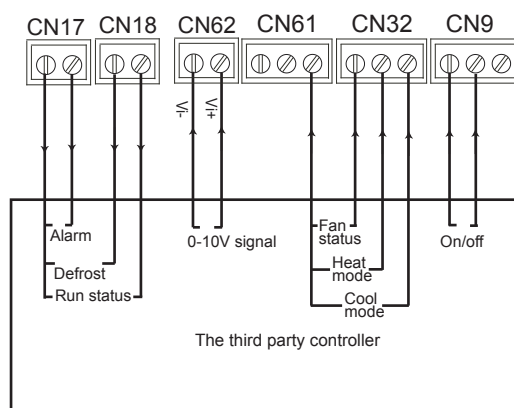 CN17 CN18 CN62 CN61 CN32 CN9
Vi-
Vi+
Alarm
0-10V signal
Fan
status
On/off
Defrost
Heat
mode
Run status
Cool
mode
The third party controller